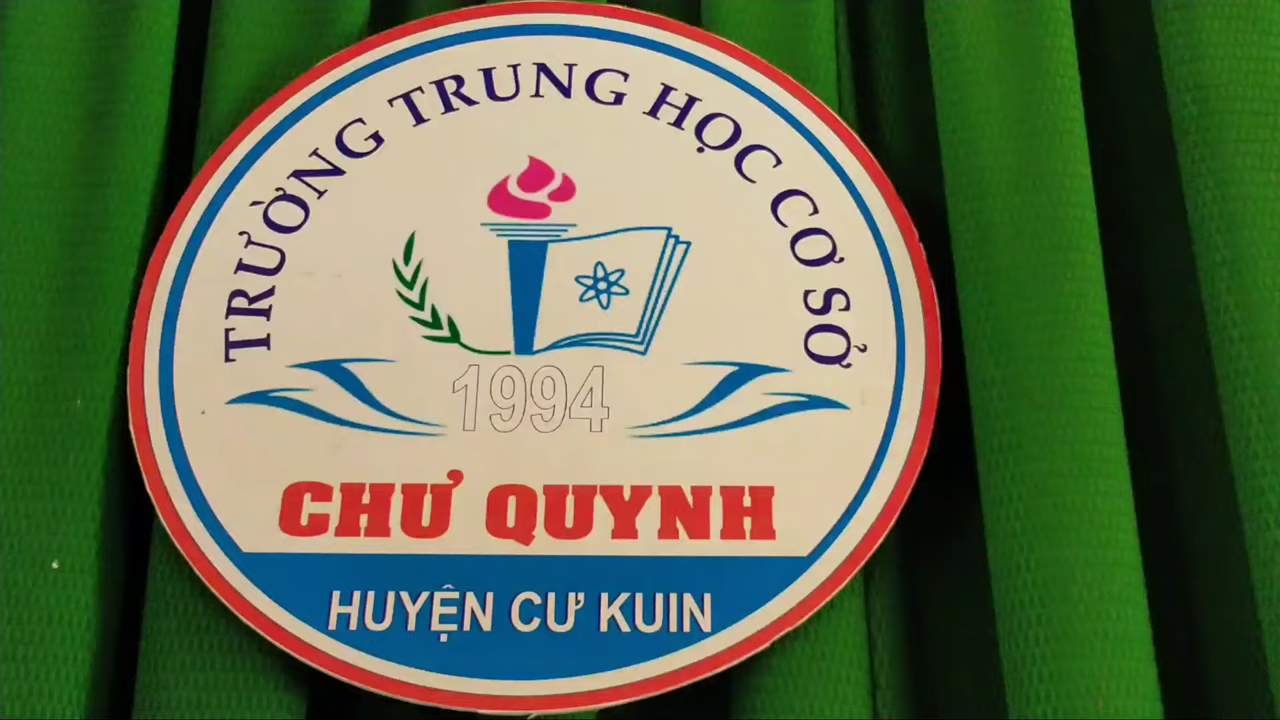 TRƯỜNG TRUNG HỌC CƠ SỞ
1994
CHƯ QUYNH
HUYỆN CƯ KUIN